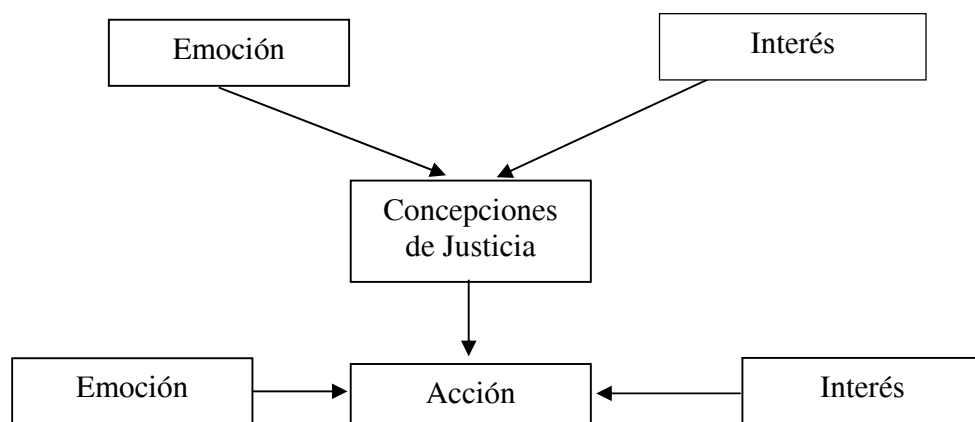 Emoción
Interés
Concepciones
de Justicia
Emoción
Acción
Interés